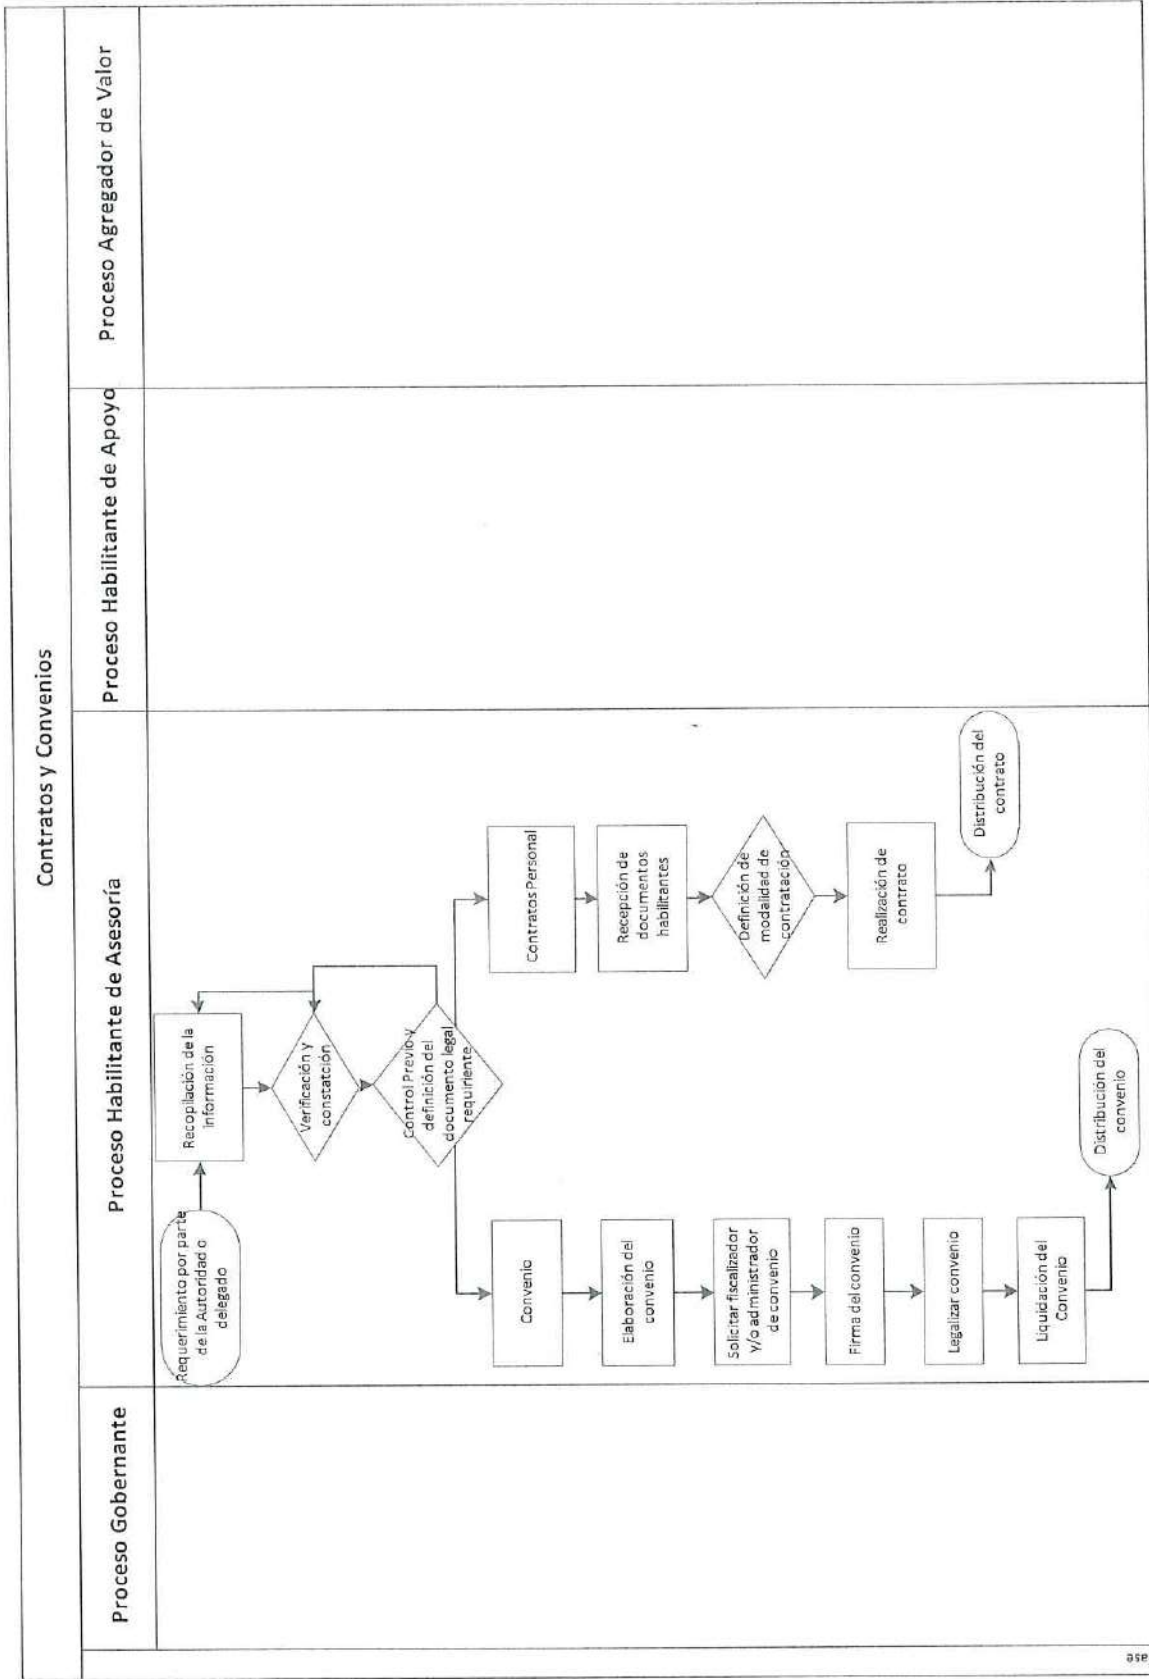 Contratos y Convenios
Proceso Gobernante
Proceso Habilitante de Asesoría
Proceso Habilitante de Apoyo
Proceso Agregador de Valor
Requerimiento por parte
de la Autoridad o
delegado
Recopilación de la
información
Verificación y
constatción
Control Previo y
definición del
documento legal
requiriente
Convenio
Elaboración del
convenio
Solicitar fiscalizador
y/o administrador
de convenio
Firma del convenio
Legalizar convenio
Liquidación del
Convenio
Distribución del
convenio
Contratos Personal
Recepción de
documentos
habilitantes
Definición de
modalidad de
contratación
Realización de
contrato
Distribución del
contrato